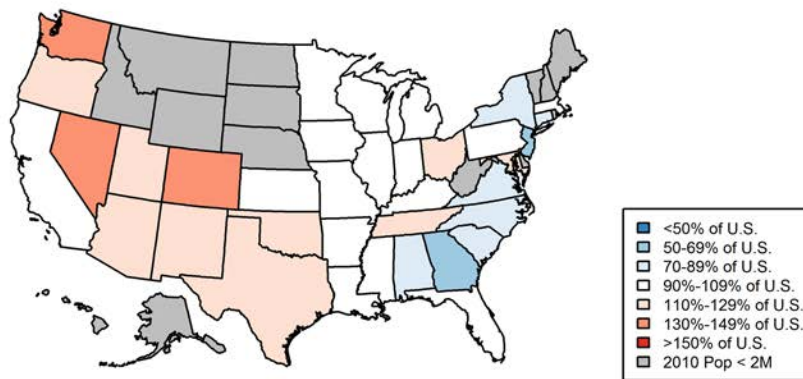 <50% of U.S.
50-69% of U.S.
70-89% of U.S.
90%-109% of U.S.
110%-129% of U.S.
130%-149% of U.S.
>150% of U.S.
2010 Pop < 2M